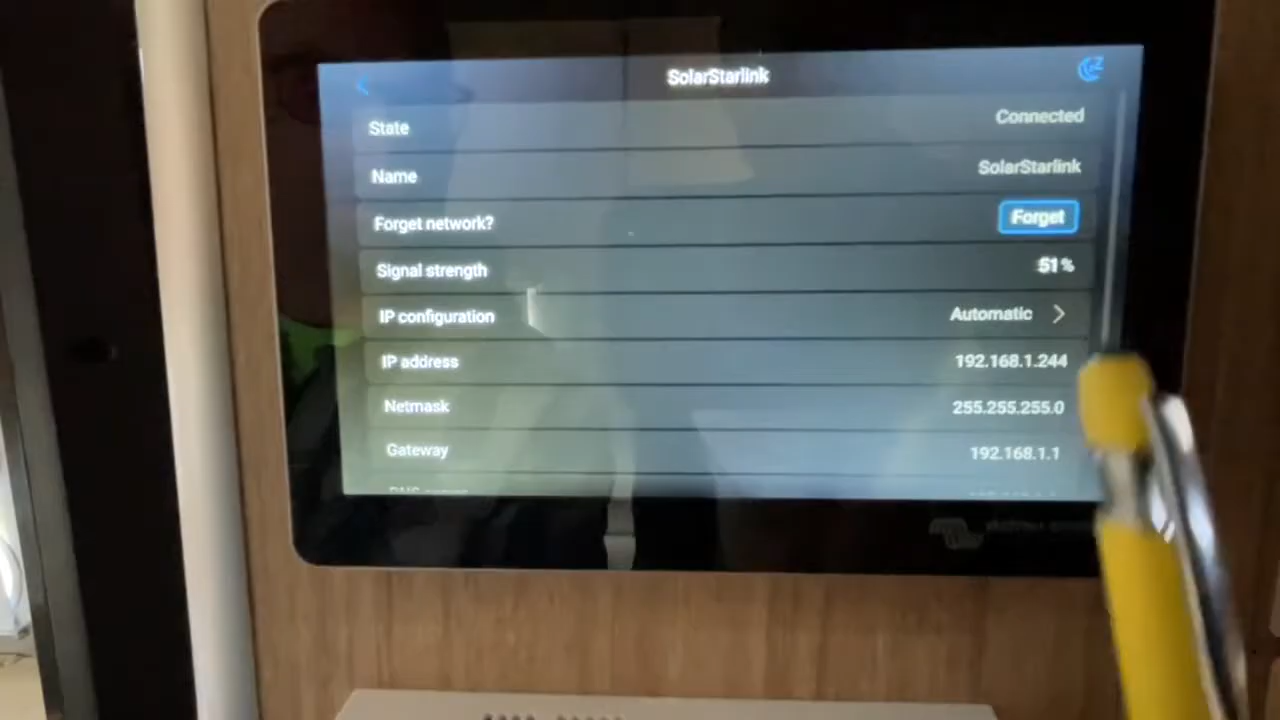 SolarStarlink
State Connected
Name SolarStarlink
Forget network? Forget
Signal strength 51 %
IP configuration Automatic
IP address 192.168.1.244
Netmask 255.255.255.0
Gateway 192.168.1.1